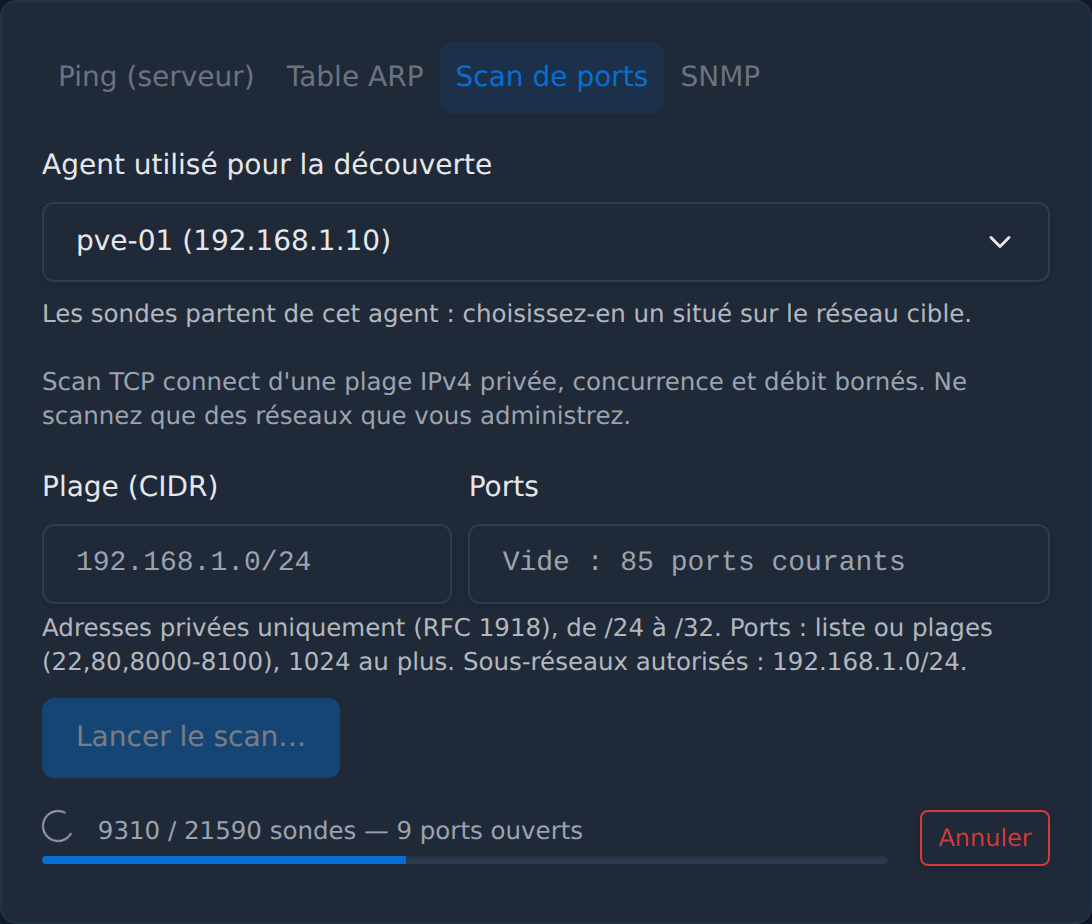 Ping (serveur) Table ARP Scan de ports SNMP
Agent utilisé pour la découverte
pve-01 (192.168.1.10)
Les sondes partent de cet agent : choisissez-en un situé sur le réseau cible.
Scan TCP connect d'une plage IPv4 privée, concurrence et débit bornés. Ne
scannez que des réseaux que vous administrez.
Plage (CIDR) Ports
192.168.1.0/24 Vide : 85 ports courants
Adresses privées uniquement (RFC 1918), de /24 à /32. Ports : liste ou plages
(22,80,8000-8100), 1024 au plus. Sous-réseaux autorisés : 192.168.1.0/24.
Lancer le scan…
9310 / 21590 sondes — 9 ports ouverts
Annuler